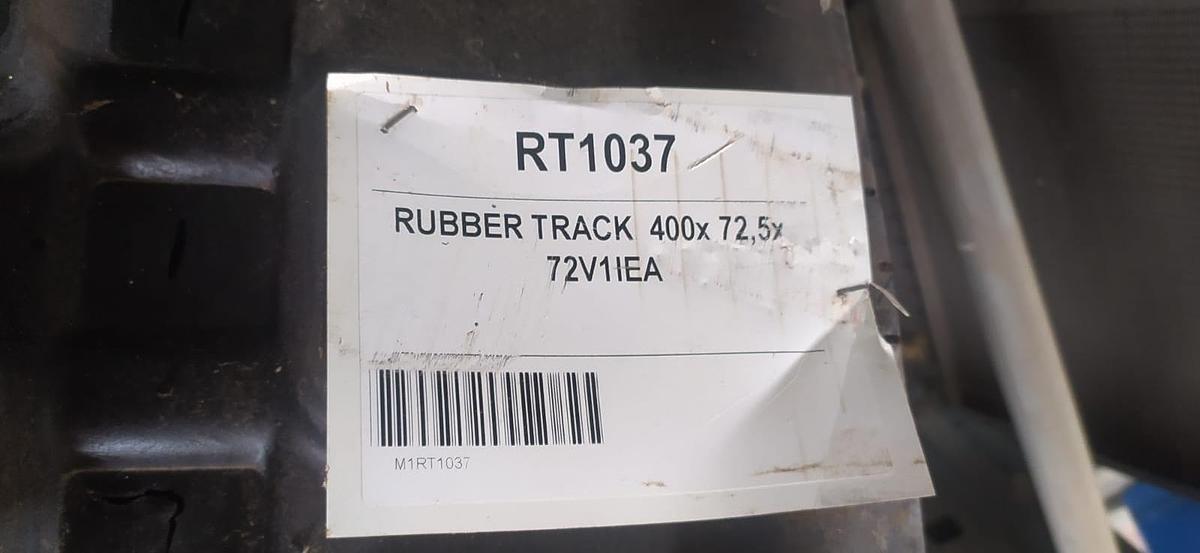 RT1037
RUBBER TRACK 400x 72,5x
72V1IEA
M1RT1037